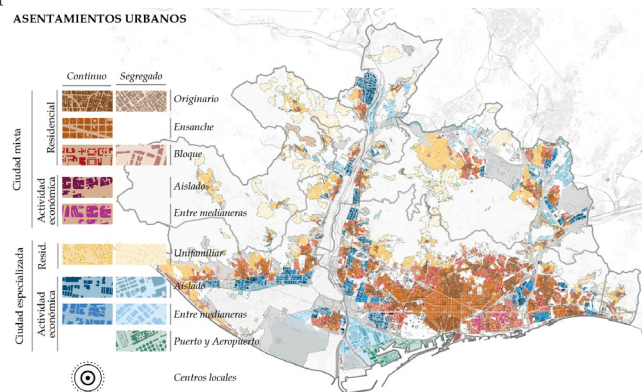 ASENTAMIENTOS URBANOS
Continuo Segregado
Ciudad mixta
Residencial
Originario
Ensanche
Bloque
Actividad económica
Aislado
Entre medianeras
Ciudad especializada
Resid.
Unifamiliar
Actividad económica
Aislado
Entre medianeras
Puerto y Aeropuerto
Centros locales